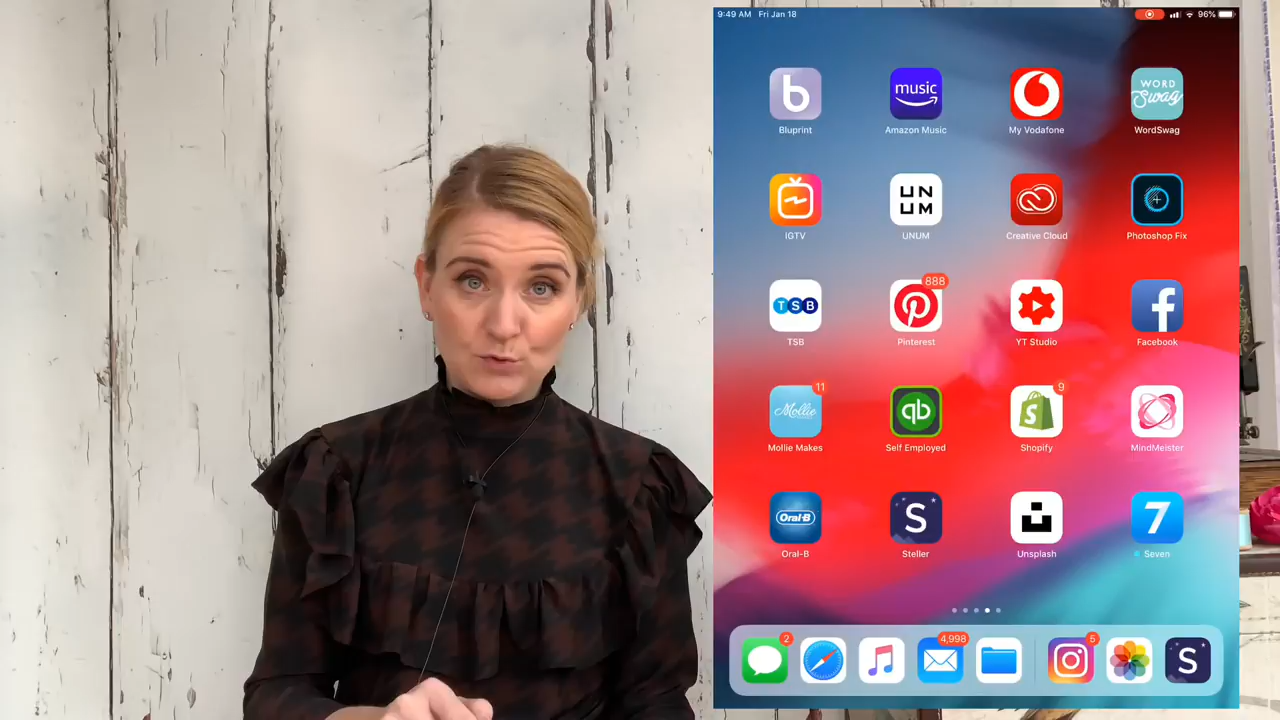 9:49 AM Fri Jan 18 96%
b music WORD Swag
Bluprint Amazon Music My Vodafone WordSwag
UN UM
IGTV UNUM Creative Cloud Photoshop Fix
888
TSB
TSB Pinterest YT Studio Facebook
11 9
Mollie qb S
Mollie Makes Self Employed Shopify MindMeister
Oral-B S 7
Oral-B Steller Unsplash Seven
2 4,998 5
S